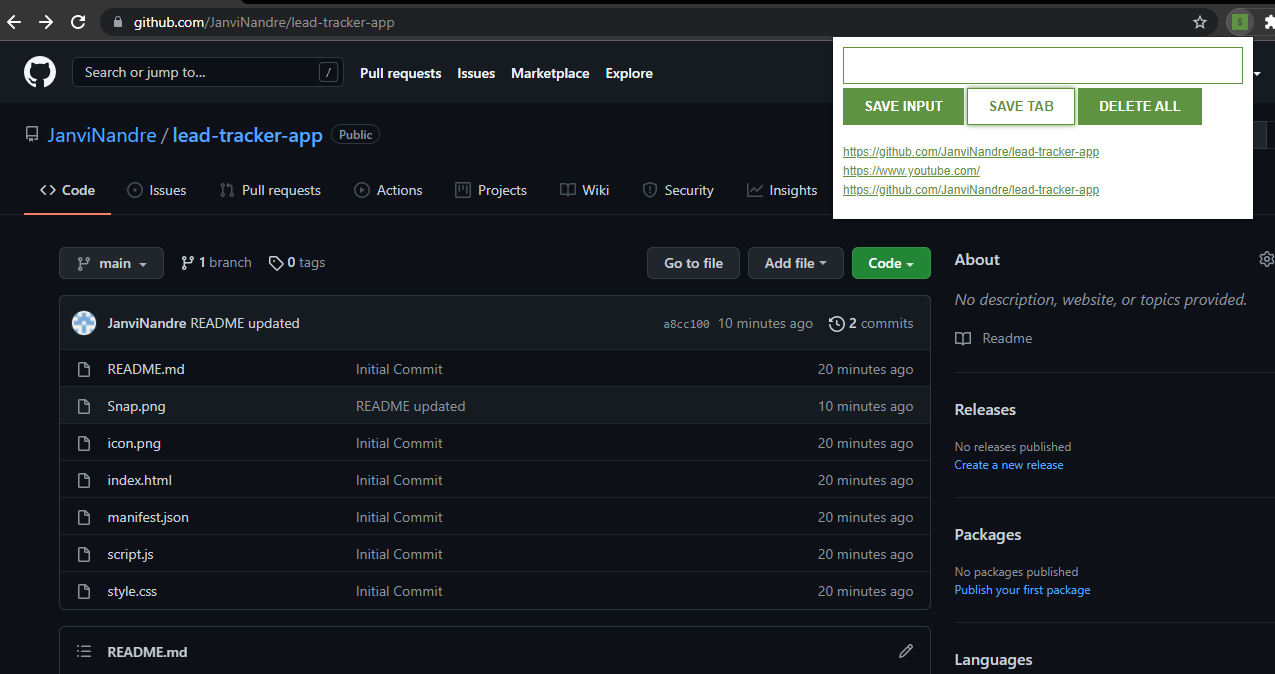 github.com/JanviNandre/lead-tracker-app
$
Search or jump to... /
Pull requests Issues Marketplace Explore
SAVE INPUT SAVE TAB DELETE ALL
https://github.com/JanviNandre/lead-tracker-app
https://www.youtube.com/
https://github.com/JanviNandre/lead-tracker-app
JanviNandre / lead-tracker-app Public
Code Issues Pull requests Actions Projects Wiki Security Insights
main 1 branch 0 tags Go to file Add file Code
JanviNandre README updated a8cc100 10 minutes ago 2 commits
README.md Initial Commit 20 minutes ago
Snap.png README updated 10 minutes ago
icon.png Initial Commit 20 minutes ago
index.html Initial Commit 20 minutes ago
manifest.json Initial Commit 20 minutes ago
script.js Initial Commit 20 minutes ago
style.css Initial Commit 20 minutes ago
README.md
About
No description, website, or topics provided.
Readme
Releases
No releases published
Create a new release
Packages
No packages published
Publish your first package
Languages